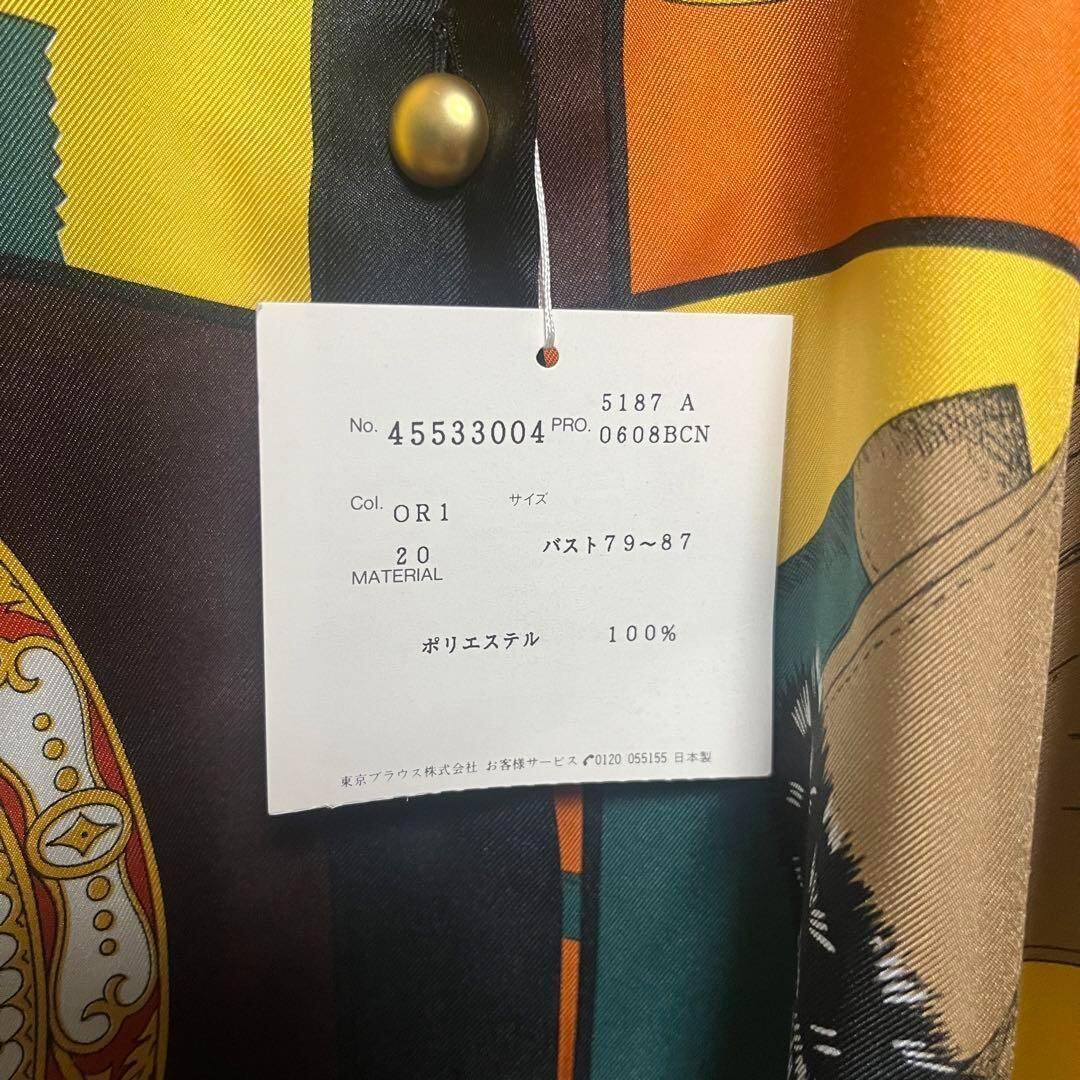 5187 A
No. 45533004 PRO. 0608BCN
Col. OR1 サイズ
20 バスト79～87
MATERIAL
ポリエステル 100%
東京ブラウス株式会社 お客様サービス ✆0120 055155 日本製